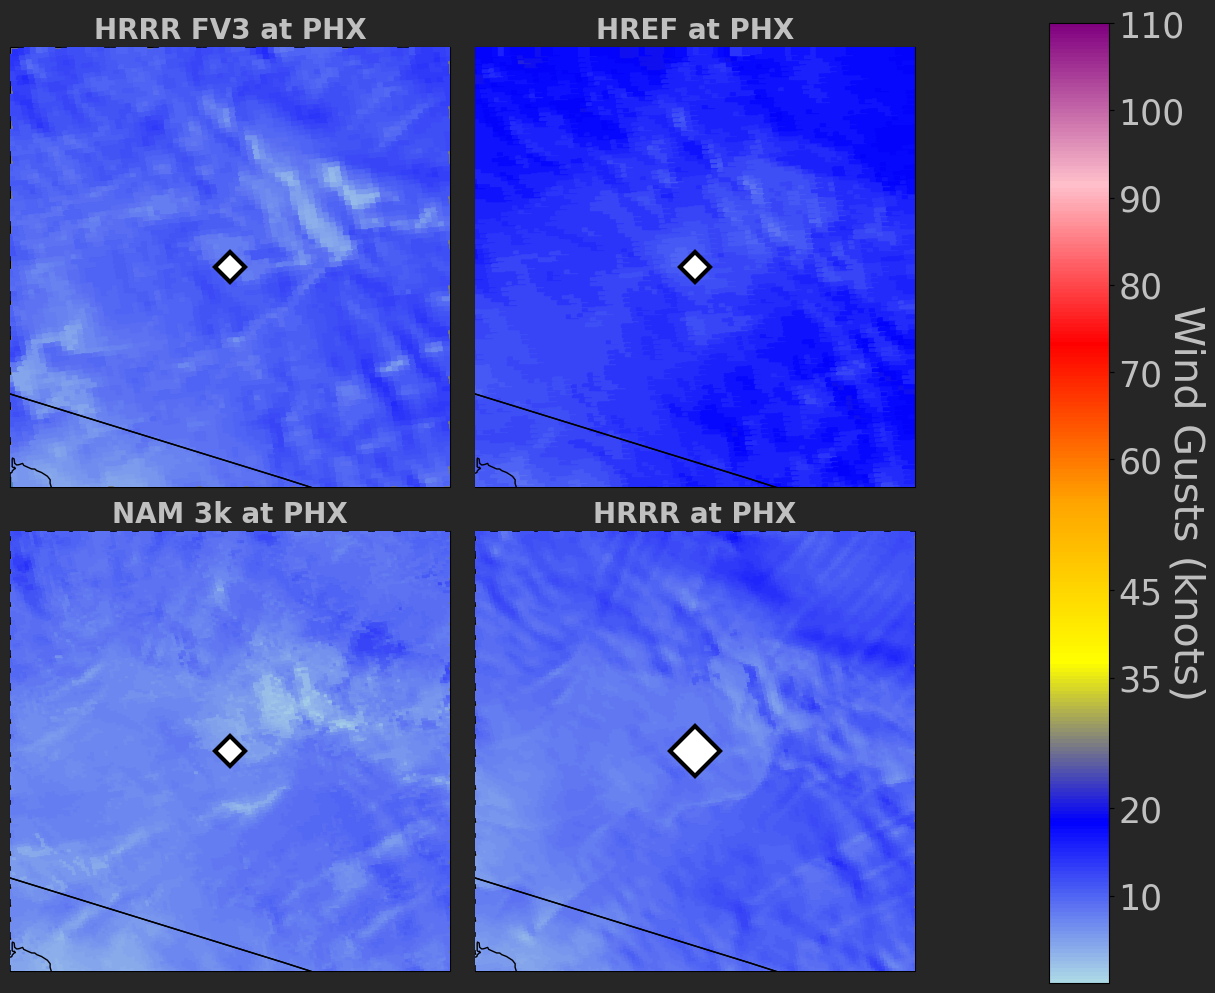 HRRR FV3 at PHX
HREF at PHX
NAM 3k at PHX
HRRR at PHX
110
100
90
80
70
60
45
35
20
10
Wind Gusts (knots)